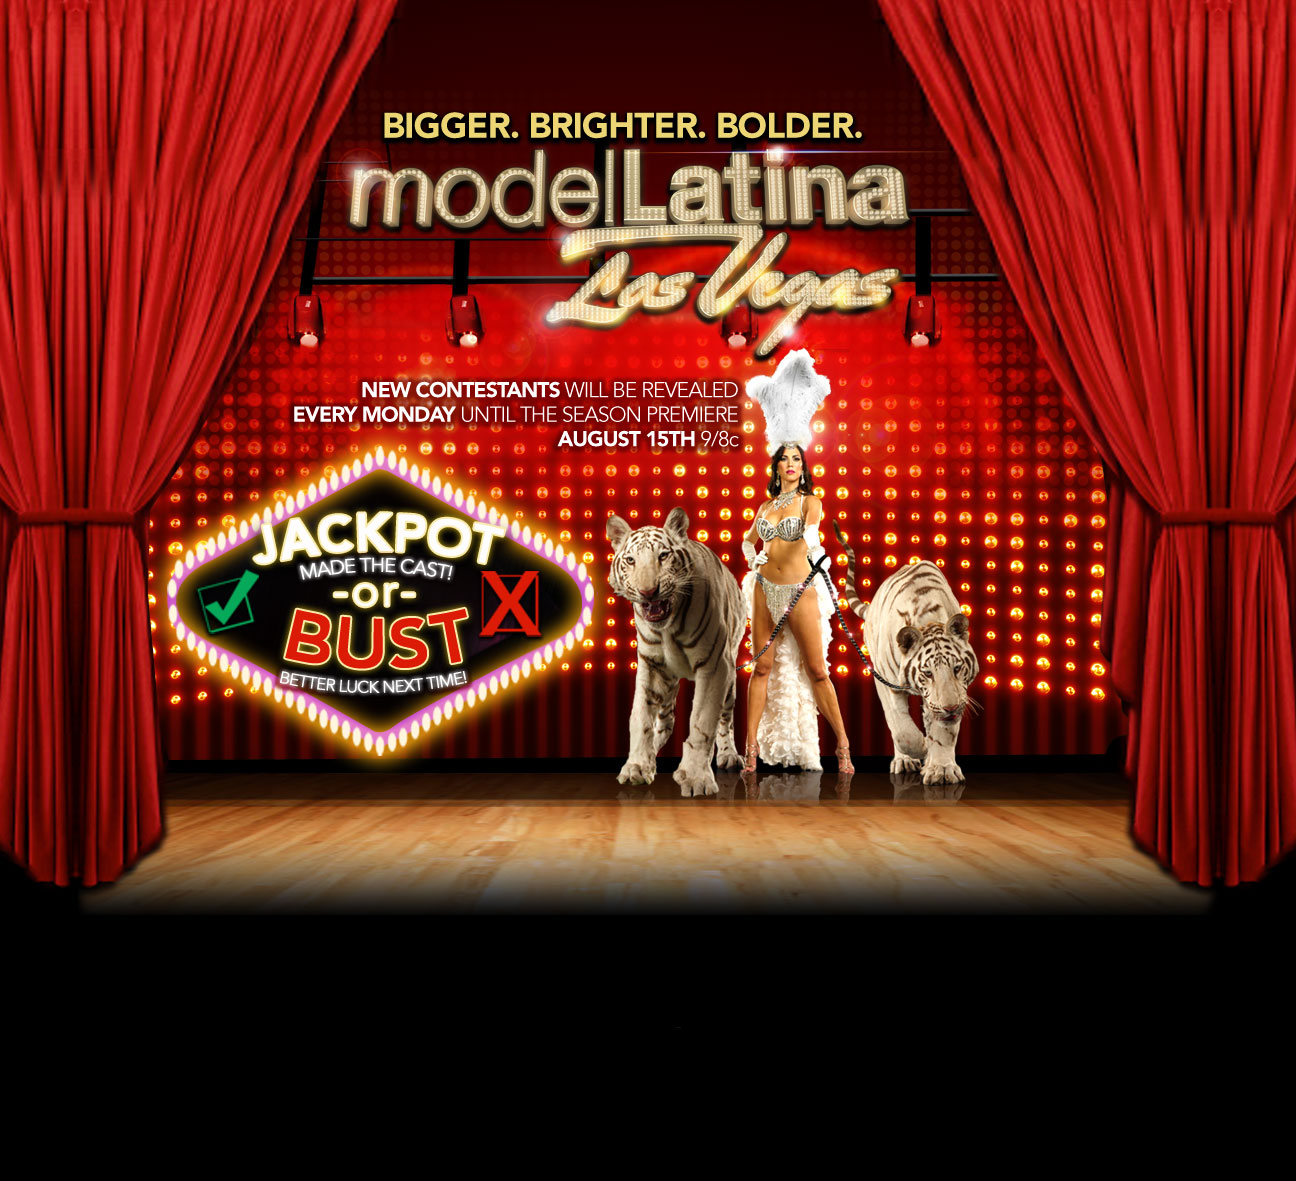 BIGGER. BRIGHTER. BOLDER.
modelLatina
Las Vegas
NEW CONTESTANTS WILL BE REVEALED
EVERY MONDAY UNTIL THE SEASON PREMIERE
AUGUST 15TH 9/8c
JACKPOT
MADE THE CAST!
-or-
BUST
BETTER LUCK NEXT TIME!